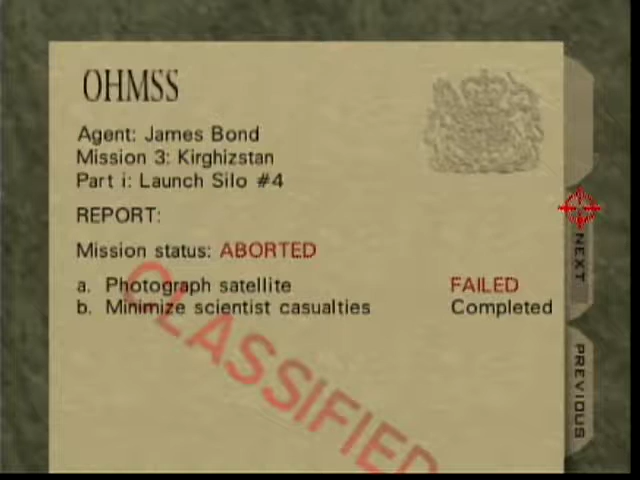 OHMSS
Agent: James Bond
Mission 3: Kirghizstan
Part i: Launch Silo #4
REPORT:
Mission status: ABORTED
a. Photograph satellite FAILED
b. Minimize scientist casualties Completed
CLASSIFIED
NEXT
PREVIOUS